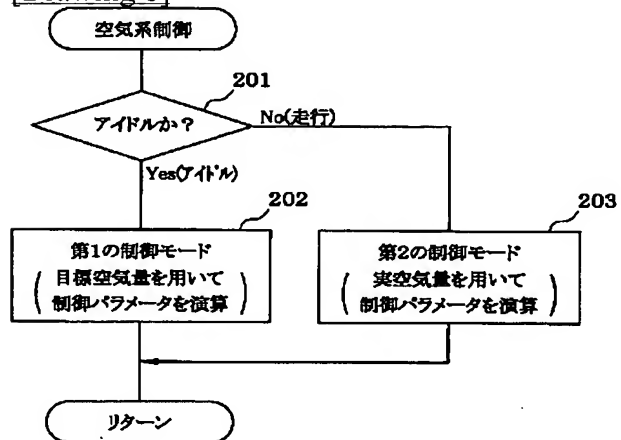 空気系制御
201
アイドルか？
No(走行)
Yes(アイドル)
202
第1の制御モード
(目標空気量を用いて
制御パラメータを演算)
203
第2の制御モード
(実空気量を用いて
制御パラメータを演算)
リターン